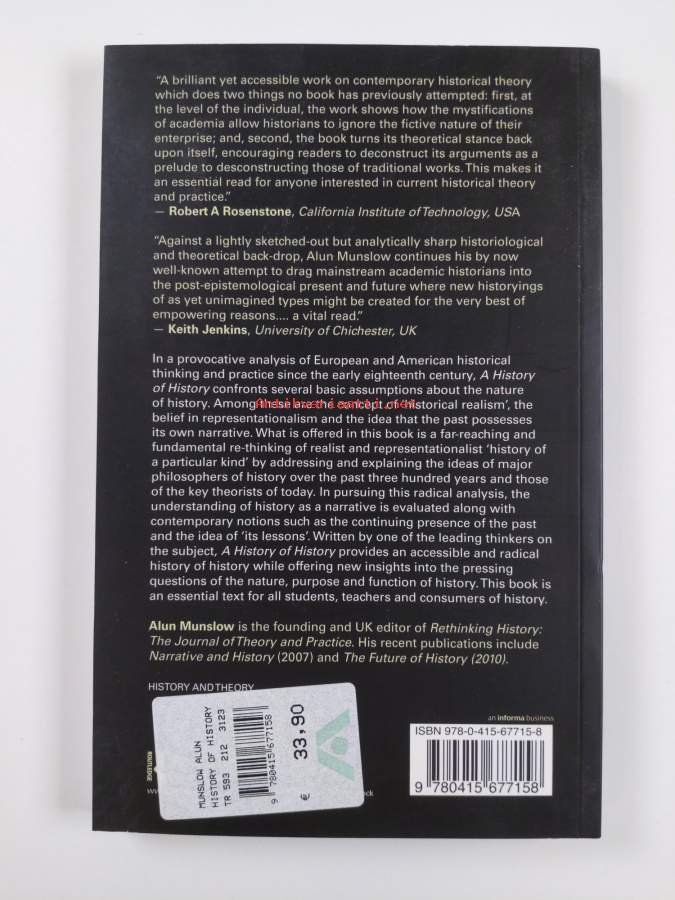 “A brilliant yet accessible work on contemporary historical theory
which does two things no book has previously attempted: first, at
the level of the individual, the work shows how the mystifications
of academia allow historians to ignore the fictive nature of their
enterprise; and, second, the book turns its theoretical stance back
upon itself, encouraging readers to deconstruct its arguments as a
prelude to desconstructing those of traditional works. This makes it
an essential read for anyone interested in current historical theory
and practice.”
— Robert A Rosenstone, California Institute of Technology, USA
“Against a lightly sketched-out but analytically sharp historiological
and theoretical back-drop, Alun Munslow continues his by now
well-known attempt to drag mainstream academic historians into
the post-epistemological present and future where new historyings
of as yet unimagined types might be created for the very best of
empowering reasons.... a vital read.”
— Keith Jenkins, University of Chichester, UK
In a provocative analysis of European and American historical
thinking and practice since the early eighteenth century, A History
of History confronts several basic assumptions about the nature
of history. Among these are the concept of ‘historical realism’, the
Antikvariaatti.net
belief in representationalism and the idea that the past possesses
its own narrative. What is offered in this book is a far-reaching and
fundamental re-thinking of realist and representationalist ‘history of
a particular kind’ by addressing and explaining the ideas of major
philosophers of history over the past three hundred years and those
of the key theorists of today. In pursuing this radical analysis, the
understanding of history as a narrative is evaluated along with
contemporary notions such as the continuing presence of the past
and the idea of ‘its lessons’. Written by one of the leading thinkers on
the subject, A History of History provides an accessible and radical
history of history while offering new insights into the pressing
questions of the nature, purpose and function of history. This book is
an essential text for all students, teachers and consumers of history.
Alun Munslow is the founding and UK editor of Rethinking History:
The Journal of Theory and Practice. His recent publications include
Narrative and History (2007) and The Future of History (2010).
HISTORY AND THEORY
MUNSLOW ALUN
HISTORY OF HISTORY
TR 593 212 3123
9 780415 677158
€ 33,90
ROUTLEDGE
www.
ock
an informa business
ISBN 978-0-415-67715-8
9 780415 677158